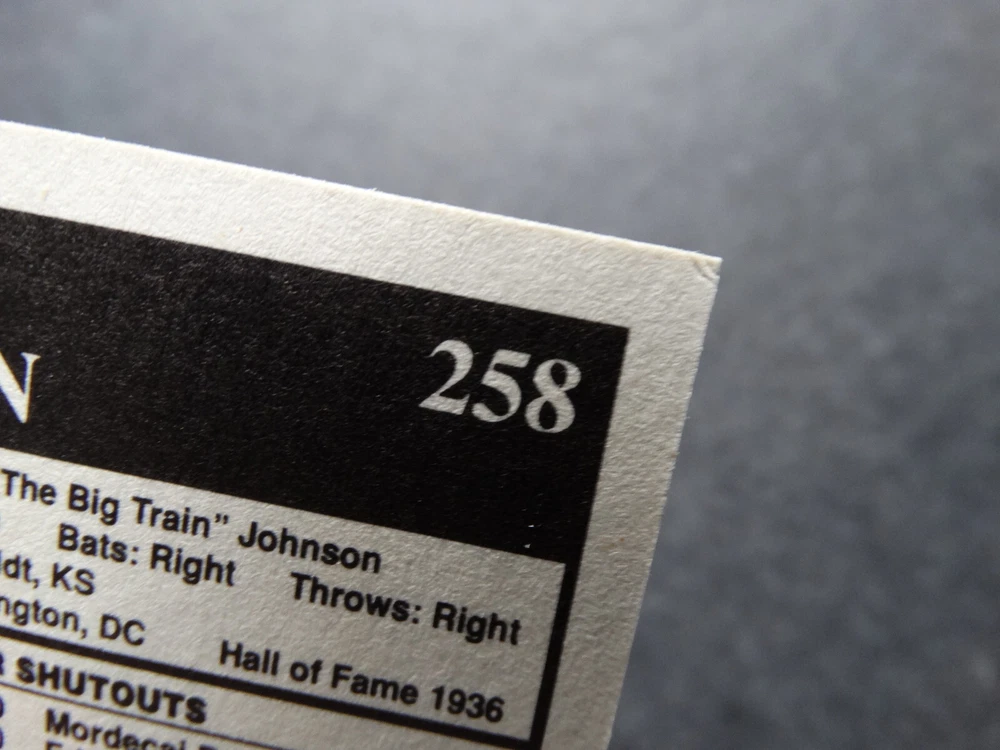 N 258
The Big Train" Johnson
Bats: Right Throws: Right
dt, KS
ngton, DC Hall of Fame 1936
R SHUTOUTS
Mordecai